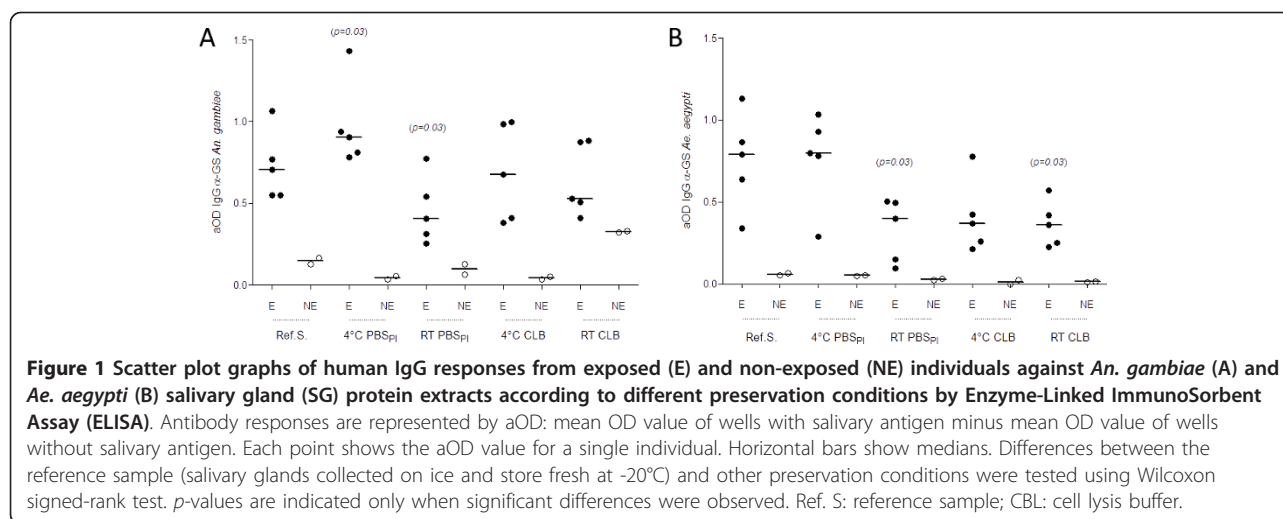 A
B
(p=0.03)
(p=0.03)
(p=0.03)
(p=0.03)
aOD IgG α-GS An. gambiae
1.5
1.0
0.5
0.0
E NE E NE E NE E NE E NE
Ref.S. 4°C PBSPI RT PBSPI 4°C CLB RT CLB
aOD IgG α-GS Ae. aegypti
1.5
1.0
0.5
0.0
E NE E NE E NE E NE E NE
Ref.S. 4°C PBSPI RT PBSPI 4°C CLB RT CLB
Figure 1 Scatter plot graphs of human IgG responses from exposed (E) and non-exposed (NE) individuals against An. gambiae (A) and
Ae. aegypti (B) salivary gland (SG) protein extracts according to different preservation conditions by Enzyme-Linked ImmunoSorbent
Assay (ELISA). Antibody responses are represented by aOD: mean OD value of wells with salivary antigen minus mean OD value of wells
without salivary antigen. Each point shows the aOD value for a single individual. Horizontal bars show medians. Differences between the
reference sample (salivary glands collected on ice and store fresh at -20°C) and other preservation conditions were tested using Wilcoxon
signed-rank test. p-values are indicated only when significant differences were observed. Ref. S: reference sample; CBL: cell lysis buffer.